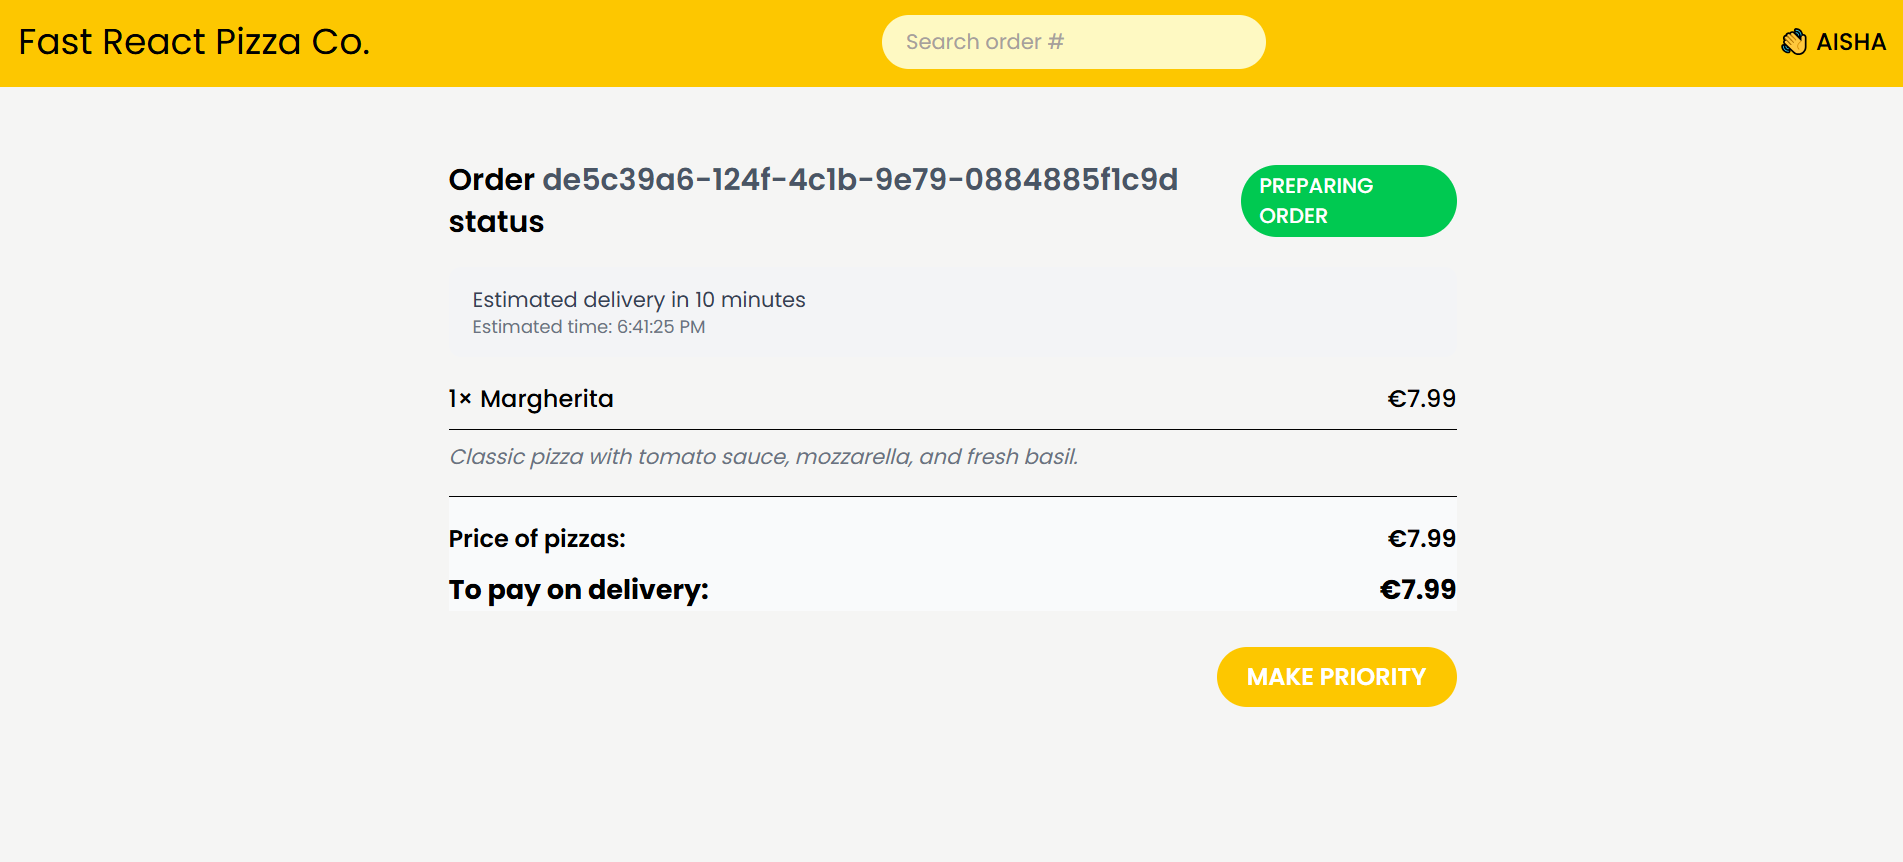 Fast React Pizza Co.
Search order #
👋 AISHA
Order de5c39a6-124f-4c1b-9e79-0884885f1c9d
status
PREPARING
ORDER
Estimated delivery in 10 minutes
Estimated time: 6:41:25 PM
1× Margherita €7.99
Classic pizza with tomato sauce, mozzarella, and fresh basil.
Price of pizzas: €7.99
To pay on delivery: €7.99
MAKE PRIORITY